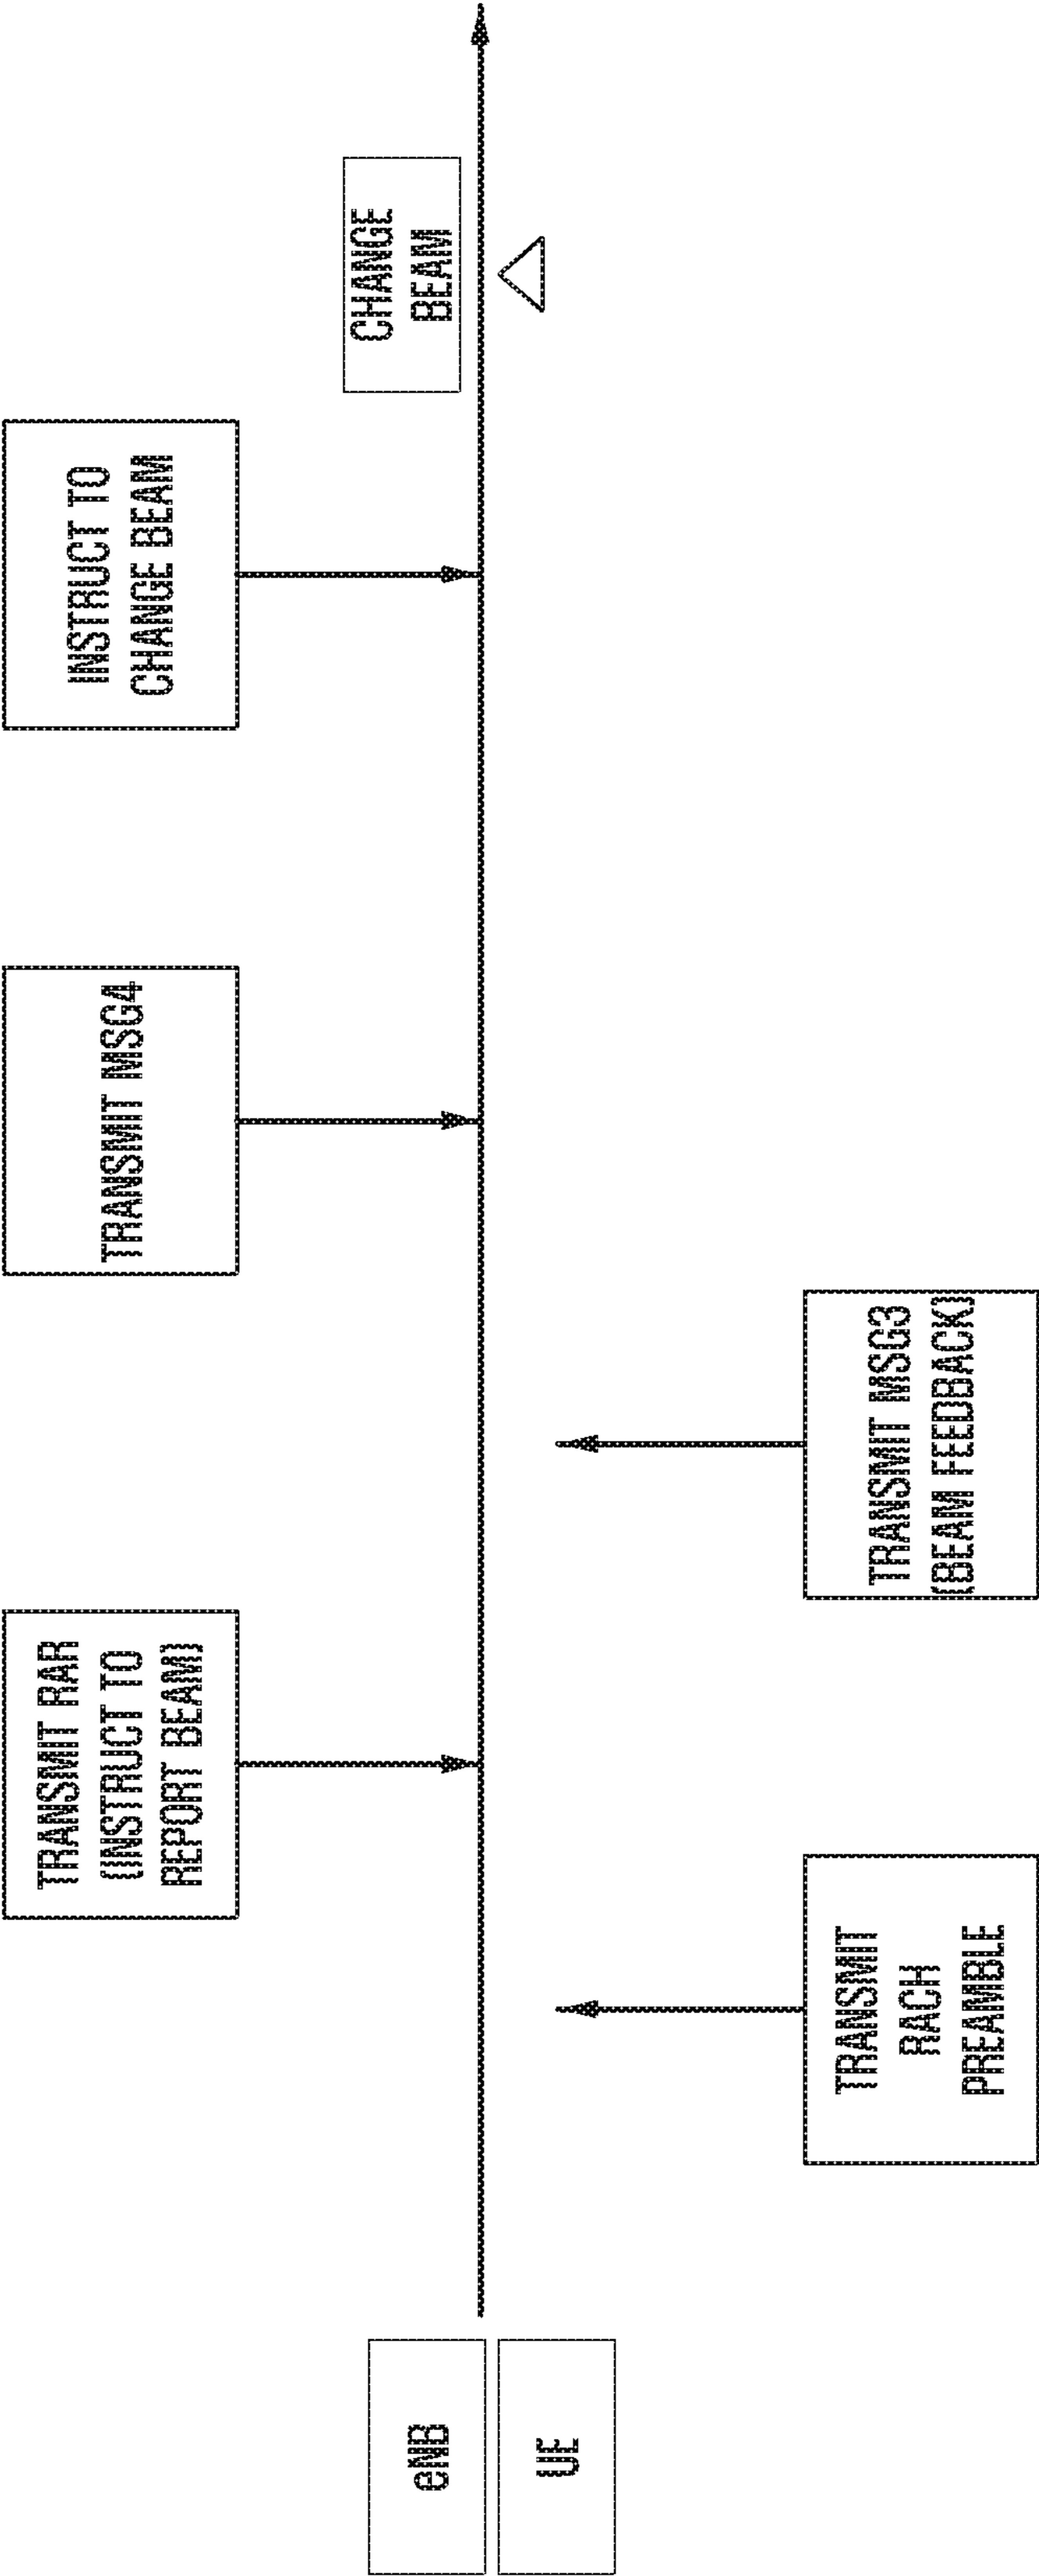 eNB
UE
TRANSMIT
RACH
PREAMBLE
TRANSMIT RAR
(INSTRUCT TO
REPORT BEAM)
TRANSMIT MSG3
(BEAM FEEDBACK)
TRANSMIT MSG4
INSTRUCT TO
CHANGE BEAM
CHANGE
BEAM